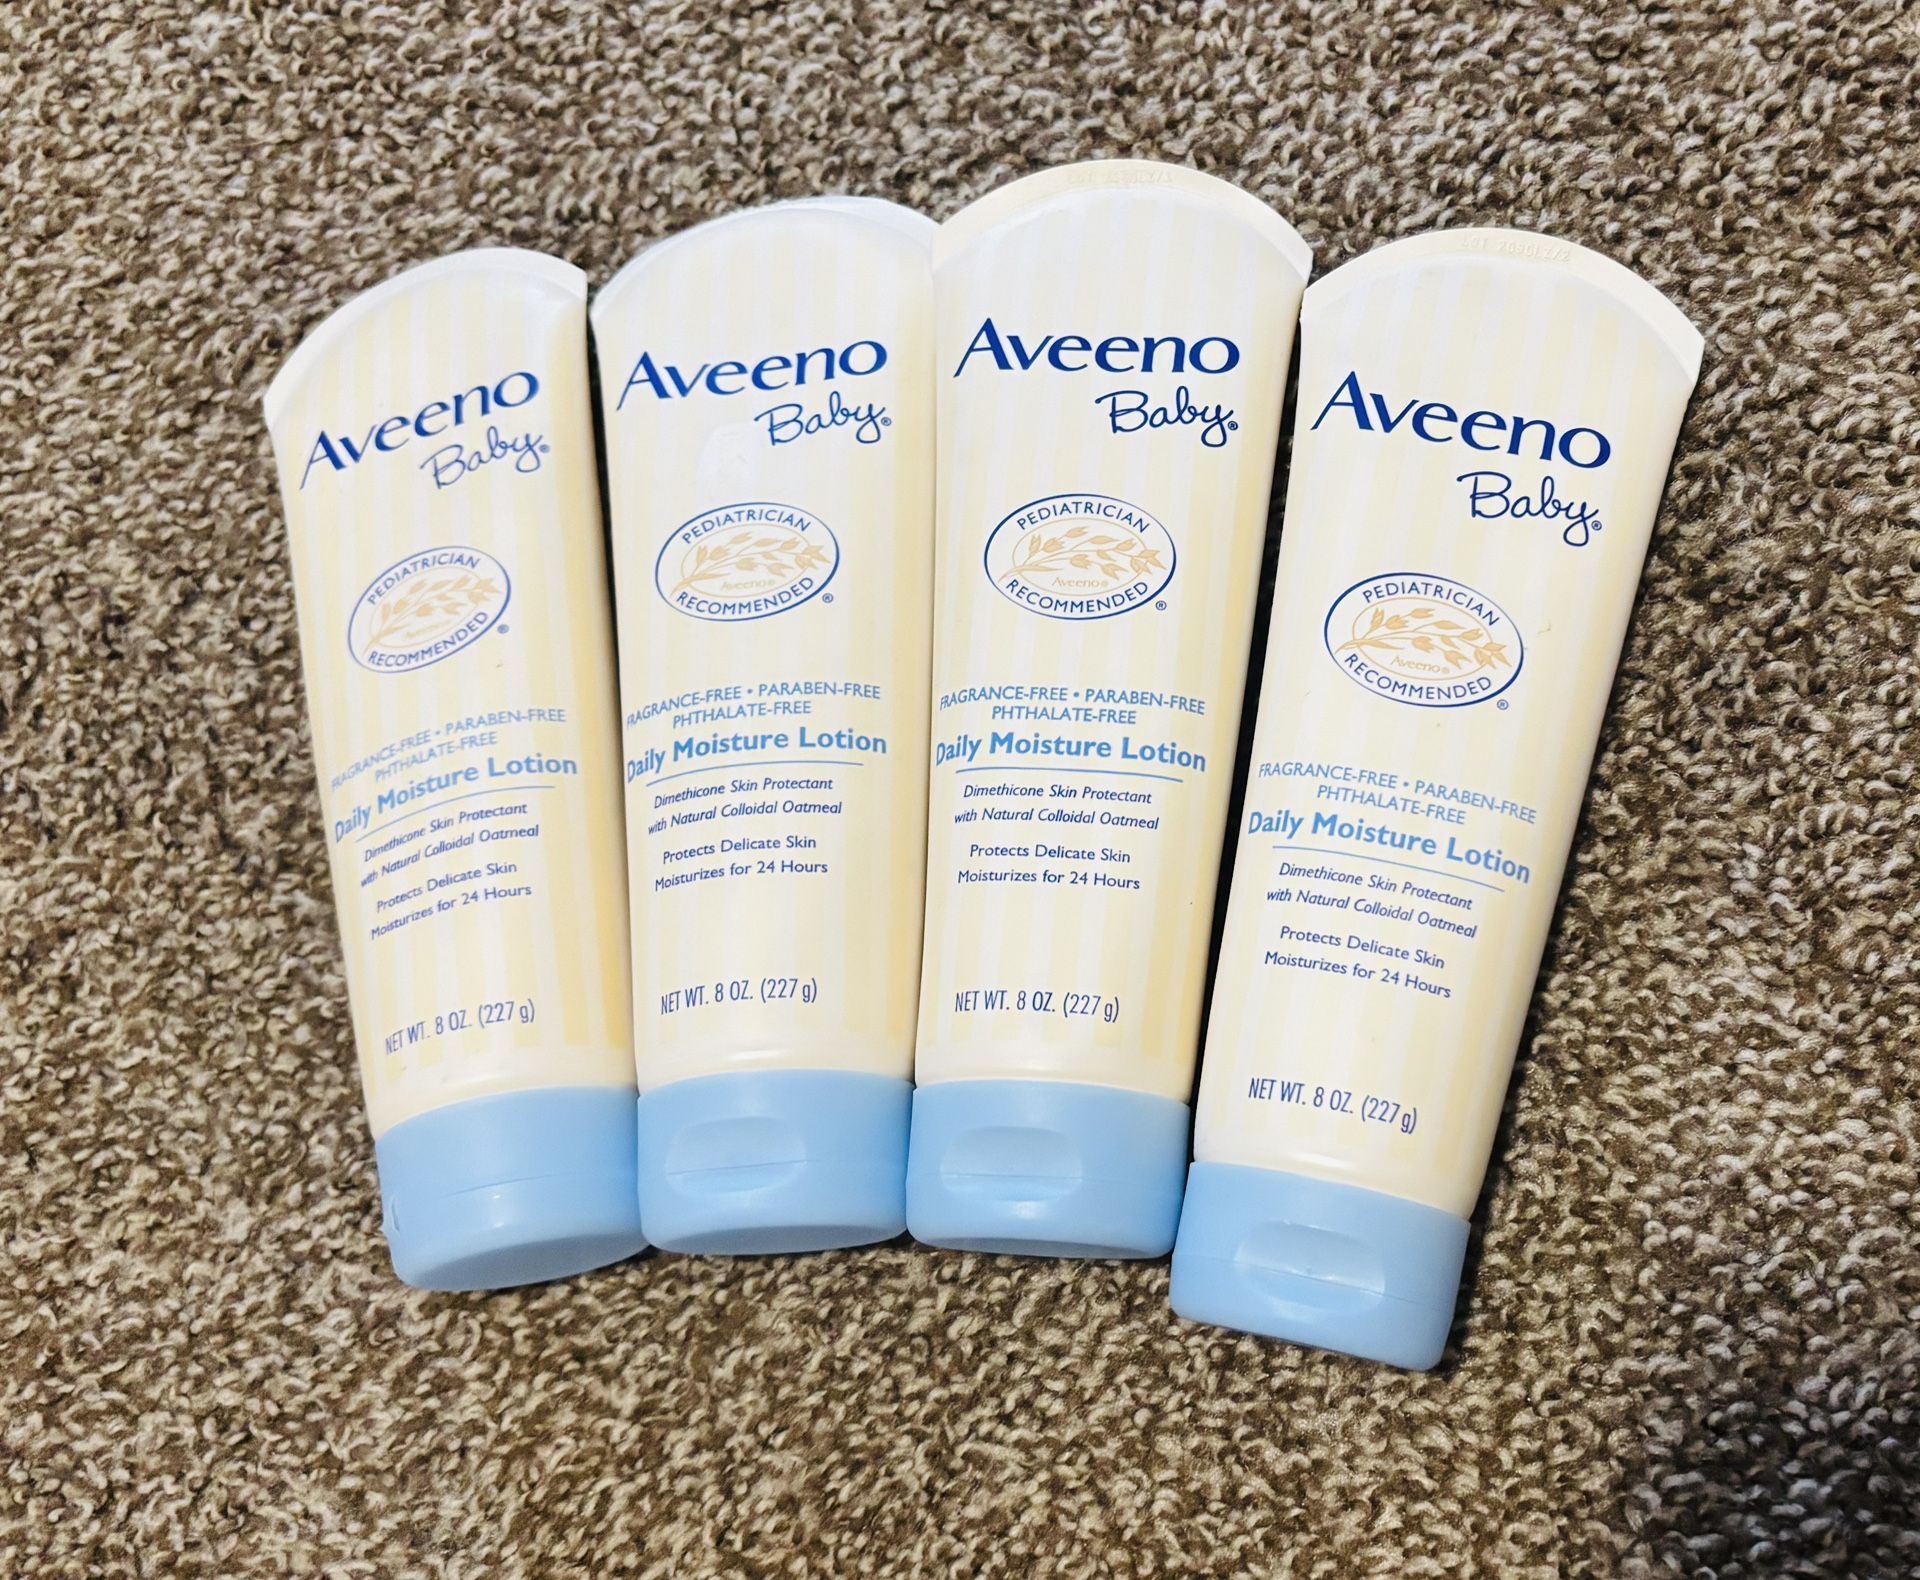 Aveeno
Baby®
PEDIATRICIAN
Aveeno®
RECOMMENDED®
FRAGRANCE-FREE • PARABEN-FREE
PHTHALATE-FREE
Daily Moisture Lotion
Dimethicone Skin Protectant
with Natural Colloidal Oatmeal
Protects Delicate Skin
Moisturizes for 24 Hours
NET WT. 8 OZ. (227 g)
Aveeno
Baby®
PEDIATRICIAN
Aveeno®
RECOMMENDED®
FRAGRANCE-FREE • PARABEN-FREE
PHTHALATE-FREE
Daily Moisture Lotion
Dimethicone Skin Protectant
with Natural Colloidal Oatmeal
Protects Delicate Skin
Moisturizes for 24 Hours
NET WT. 8 OZ. (227 g)
Aveeno
Baby®
PEDIATRICIAN
Aveeno®
RECOMMENDED®
FRAGRANCE-FREE • PARABEN-FREE
PHTHALATE-FREE
Daily Moisture Lotion
Dimethicone Skin Protectant
with Natural Colloidal Oatmeal
Protects Delicate Skin
Moisturizes for 24 Hours
NET WT. 8 OZ. (227 g)
Aveeno
Baby®
PEDIATRICIAN
Aveeno®
RECOMMENDED®
FRAGRANCE-FREE • PARABEN-FREE
PHTHALATE-FREE
Daily Moisture Lotion
Dimethicone Skin Protectant
with Natural Colloidal Oatmeal
Protects Delicate Skin
Moisturizes for 24 Hours
NET WT. 8 OZ. (227 g)